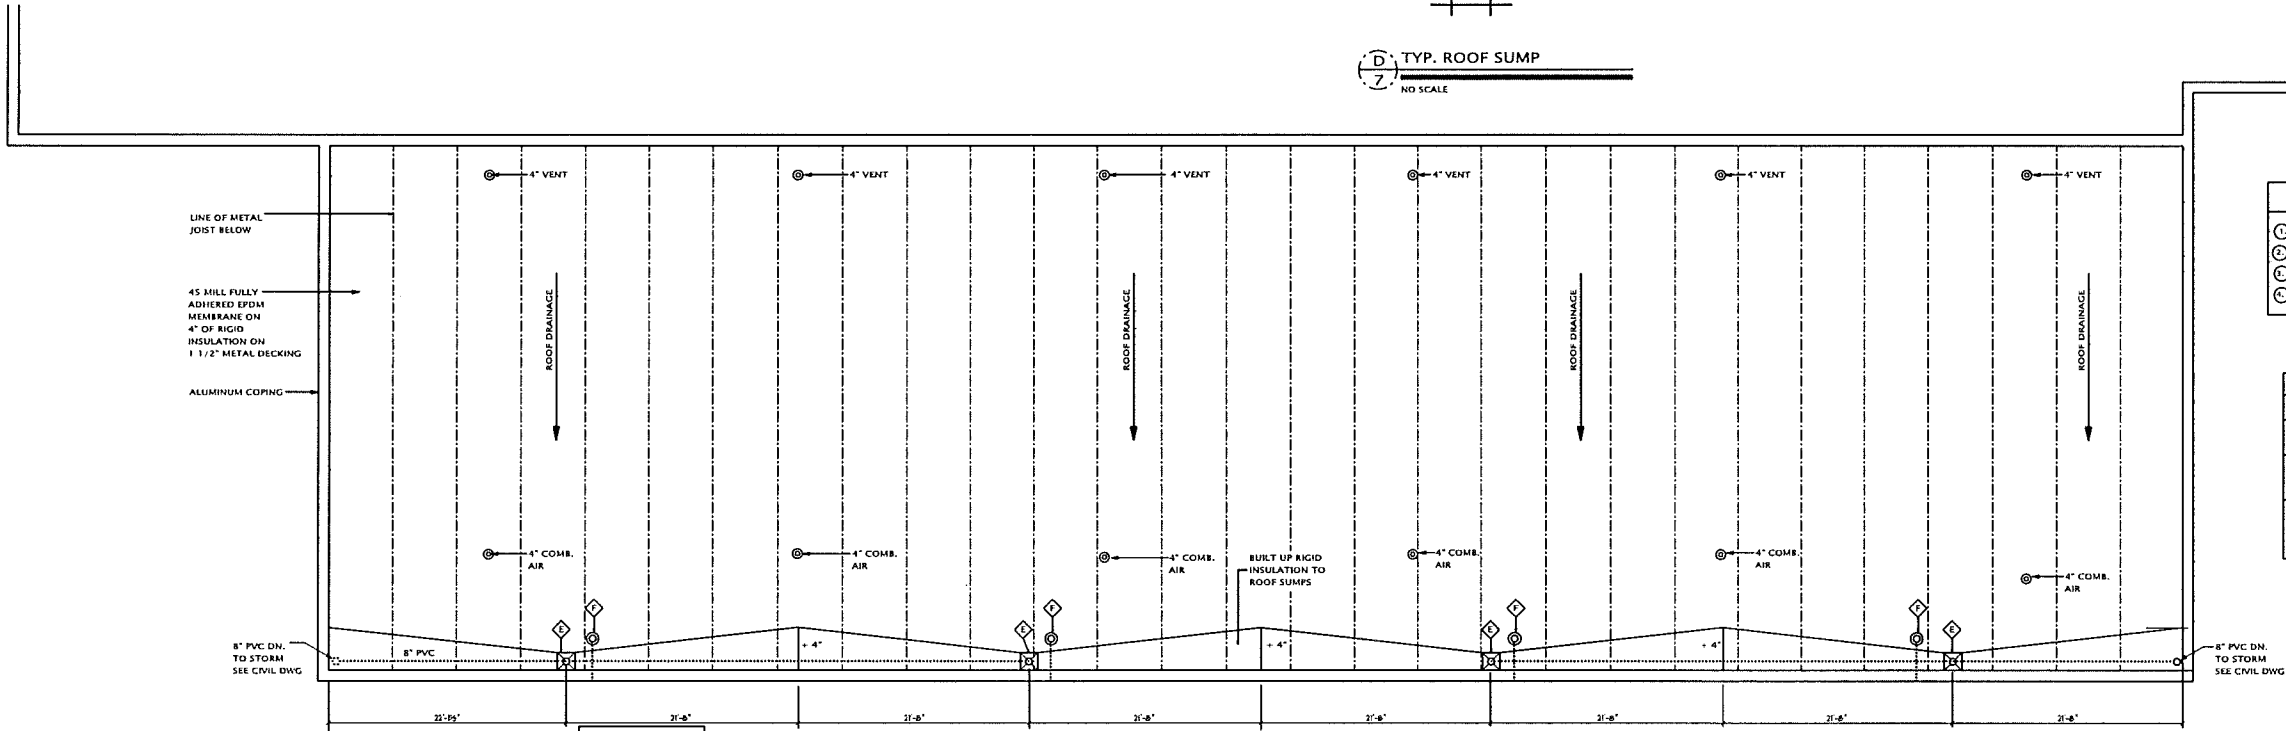 D TYP. ROOF SUMP
7
NO SCALE
4" VENT
4" VENT
4" VENT
4" VENT
4" VENT
4" VENT
LINE OF METAL
JOIST BELOW
45 MILL FULLY
ADHERED EPDM
MEMBRANE ON
4" OF RIGID
INSULATION ON
1 1/2" METAL DECKING
ALUMINUM COPING
ROOF DRAINAGE
ROOF DRAINAGE
ROOF DRAINAGE
ROOF DRAINAGE
1.
2.
3.
4.
4" COMB.
AIR
4" COMB.
AIR
4" COMB.
AIR
BUILT UP RIGID
INSULATION TO
ROOF SUMPS
4" COMB.
AIR
4" COMB.
AIR
4" COMB.
AIR
F
F
F
F
E
E
E
E
8" PVC DN.
TO STORM
SEE CIVIL DWG
8" PVC
+ 4"
+ 4"
+ 4"
8" PVC DN.
TO STORM
SEE CIVIL DWG
21'-8"
21'-8"
21'-8"
21'-8"
21'-8"
21'-8"
21'-8"